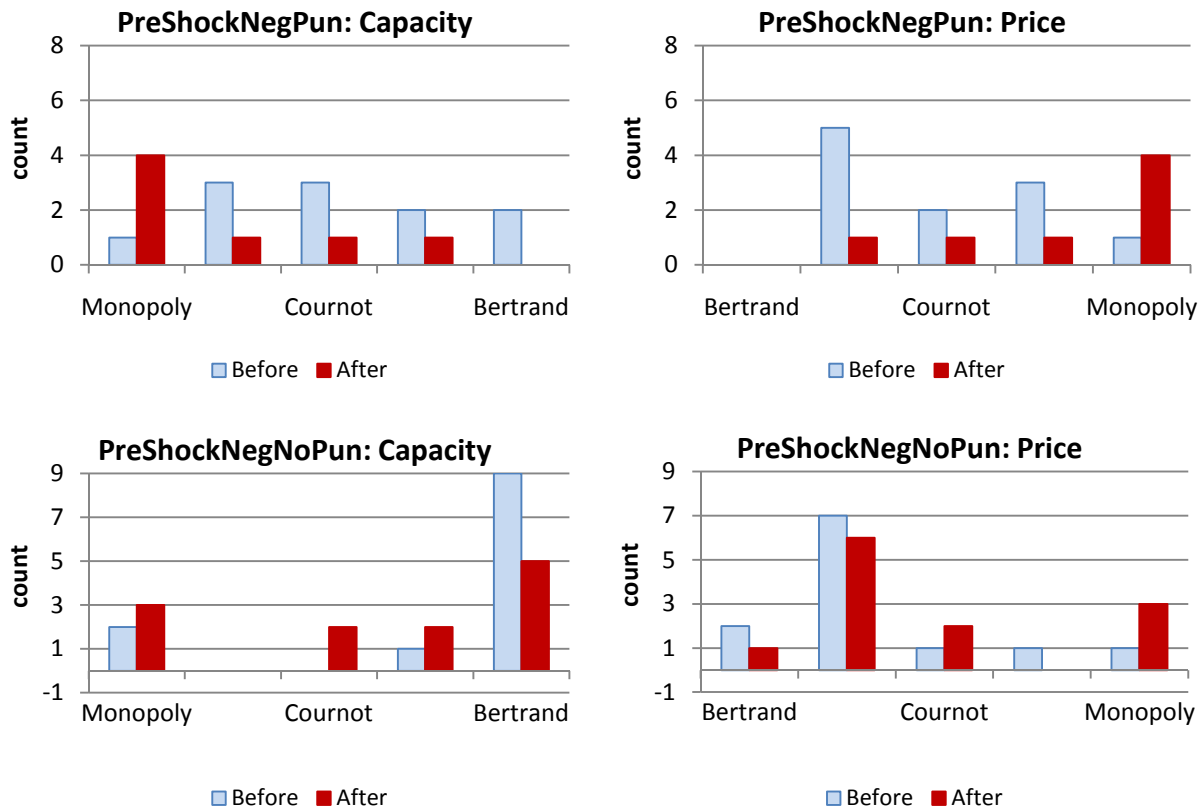 PreShockNegPun: Capacity
8
6
4
2
0
count
Monopoly Cournot Bertrand
Before After
PreShockNegPun: Price
8
6
4
2
0
count
Bertrand Cournot Monopoly
Before After
PreShockNegNoPun: Capacity
9
7
5
3
1
-1
count
Monopoly Cournot Bertrand
Before After
PreShockNegNoPun: Price
9
7
5
3
1
-1
count
Bertrand Cournot Monopoly
Before After